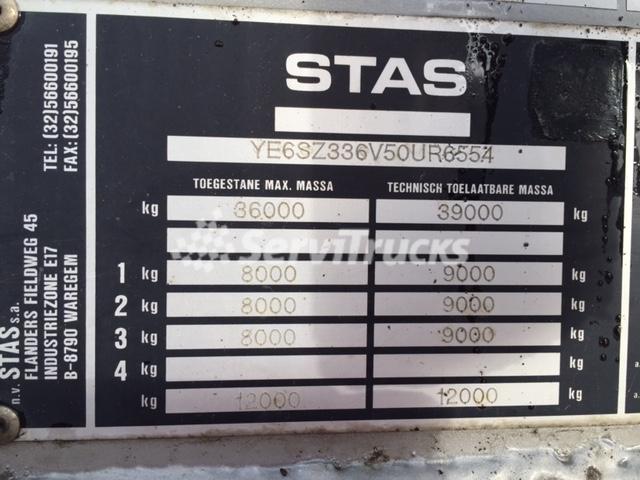 STAS
YE6SZ336V50UR6554
TOEGESTANE MAX. MASSA
TECHNISCH TOELAATBARE MASSA
kg 36000 39000 kg
1 kg 8000 9000 kg
2 kg 8000 9000 kg
3 kg 8000 9000 kg
4 kg kg
kg 12000 12000 kg
ServiTrucks
TEL: (32)56600191
FAX: (32)56600195
n.v. STAS s.a.
FLANDERS FIELDWEG 45
INDUSTRIEZONE E17
B-8790 WAREGEM